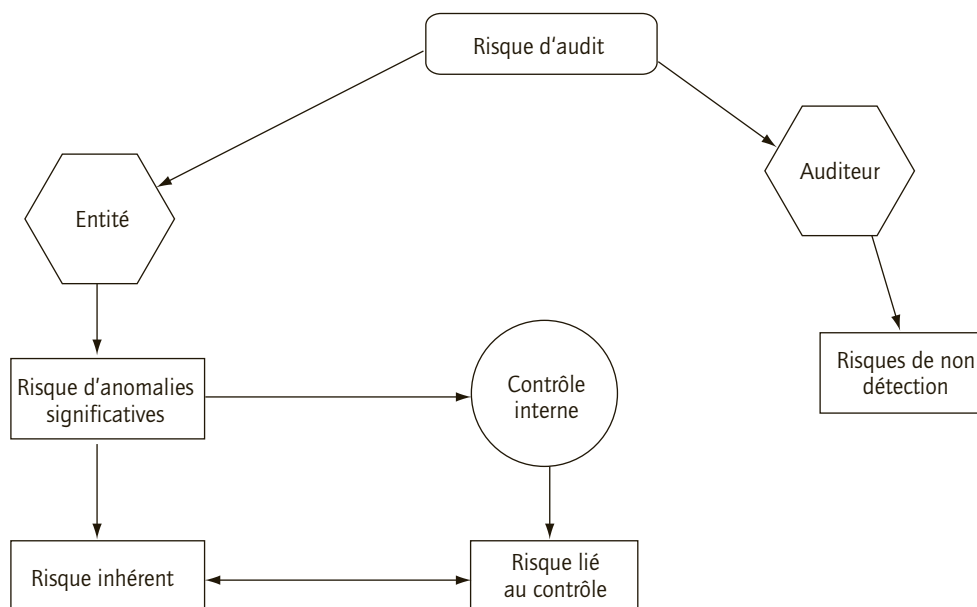 Risque d'audit
Auditeur
Entité
Risques de non
détection
Risque d'anomalies
significatives
Contrôle
interne
Risque inhérent
Risque lié
au contrôle